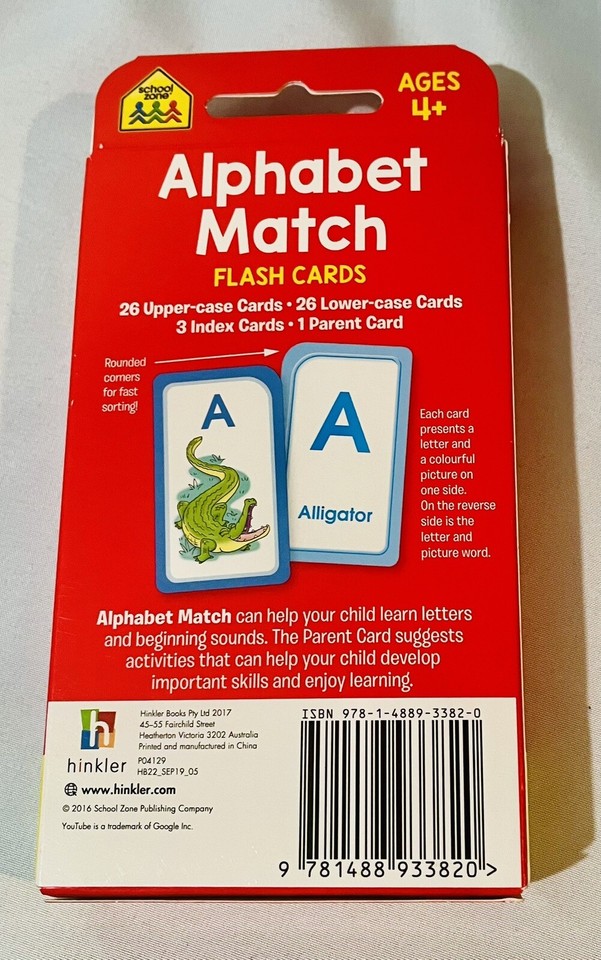 school
zone
AGES
4+
Alphabet
Match
FLASH CARDS
26 Upper-case Cards • 26 Lower-case Cards
3 Index Cards • 1 Parent Card
Rounded
corners
for fast
sorting!
A
A
Alligator
Each card
presents a
letter and
a colourful
picture on
one side.
On the reverse
side is the
letter and
picture word.
Alphabet Match can help your child learn letters
and beginning sounds. The Parent Card suggests
activities that can help your child develop
important skills and enjoy learning.
h
hinkler
Hinkler Books Pty Ltd 2017
45–55 Fairchild Street
Heatherton Victoria 3202 Australia
Printed and manufactured in China
P04129
HB22_SEP19_05
www.hinkler.com
© 2016 School Zone Publishing Company
YouTube is a trademark of Google Inc.
ISBN 978-1-4889-3382-0
9 781488 933820 >